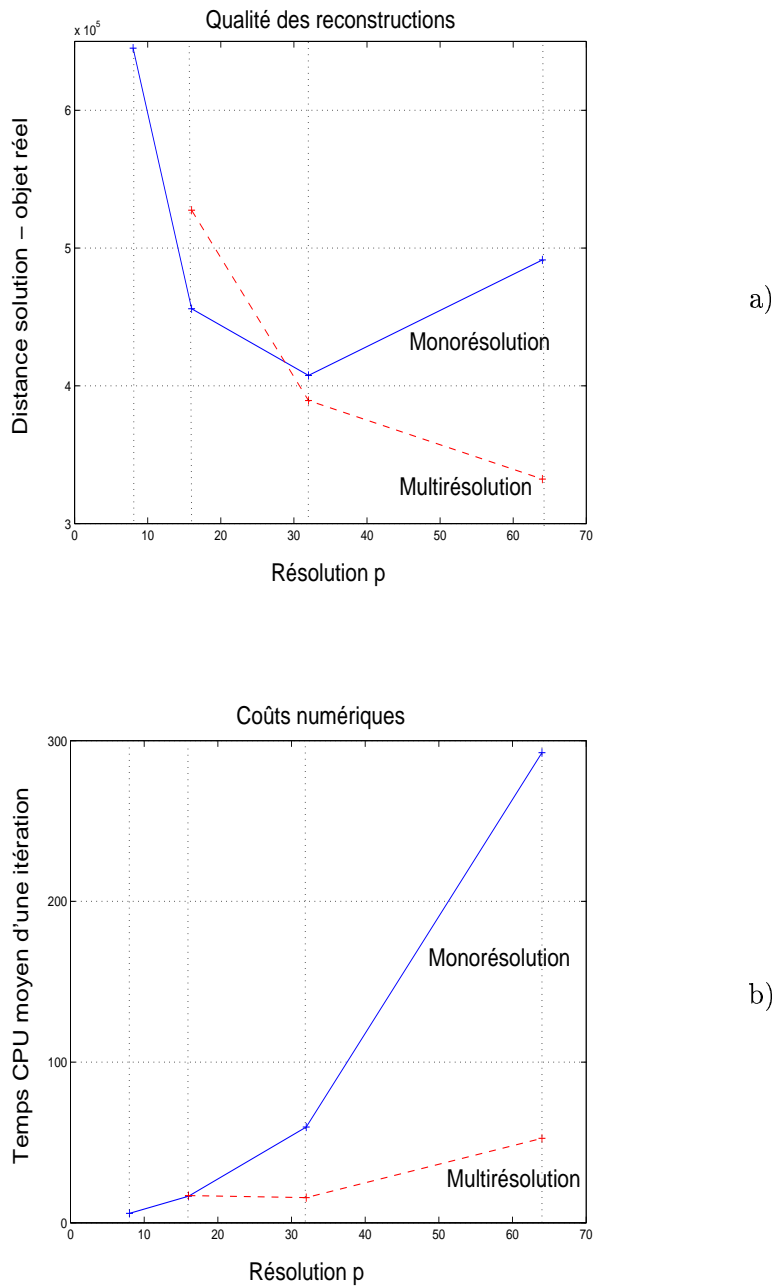 Qualité des reconstructions
x 10^5
6
5
4
3
Distance solution – objet réel
Monorésolution
Multirésolution
0 10 20 30 40 50 60 70
Résolution p
a)
Coûts numériques
300
200
100
0
Temps CPU moyen d'une itération
Monorésolution
Multirésolution
0 10 20 30 40 50 60 70
Résolution p
b)